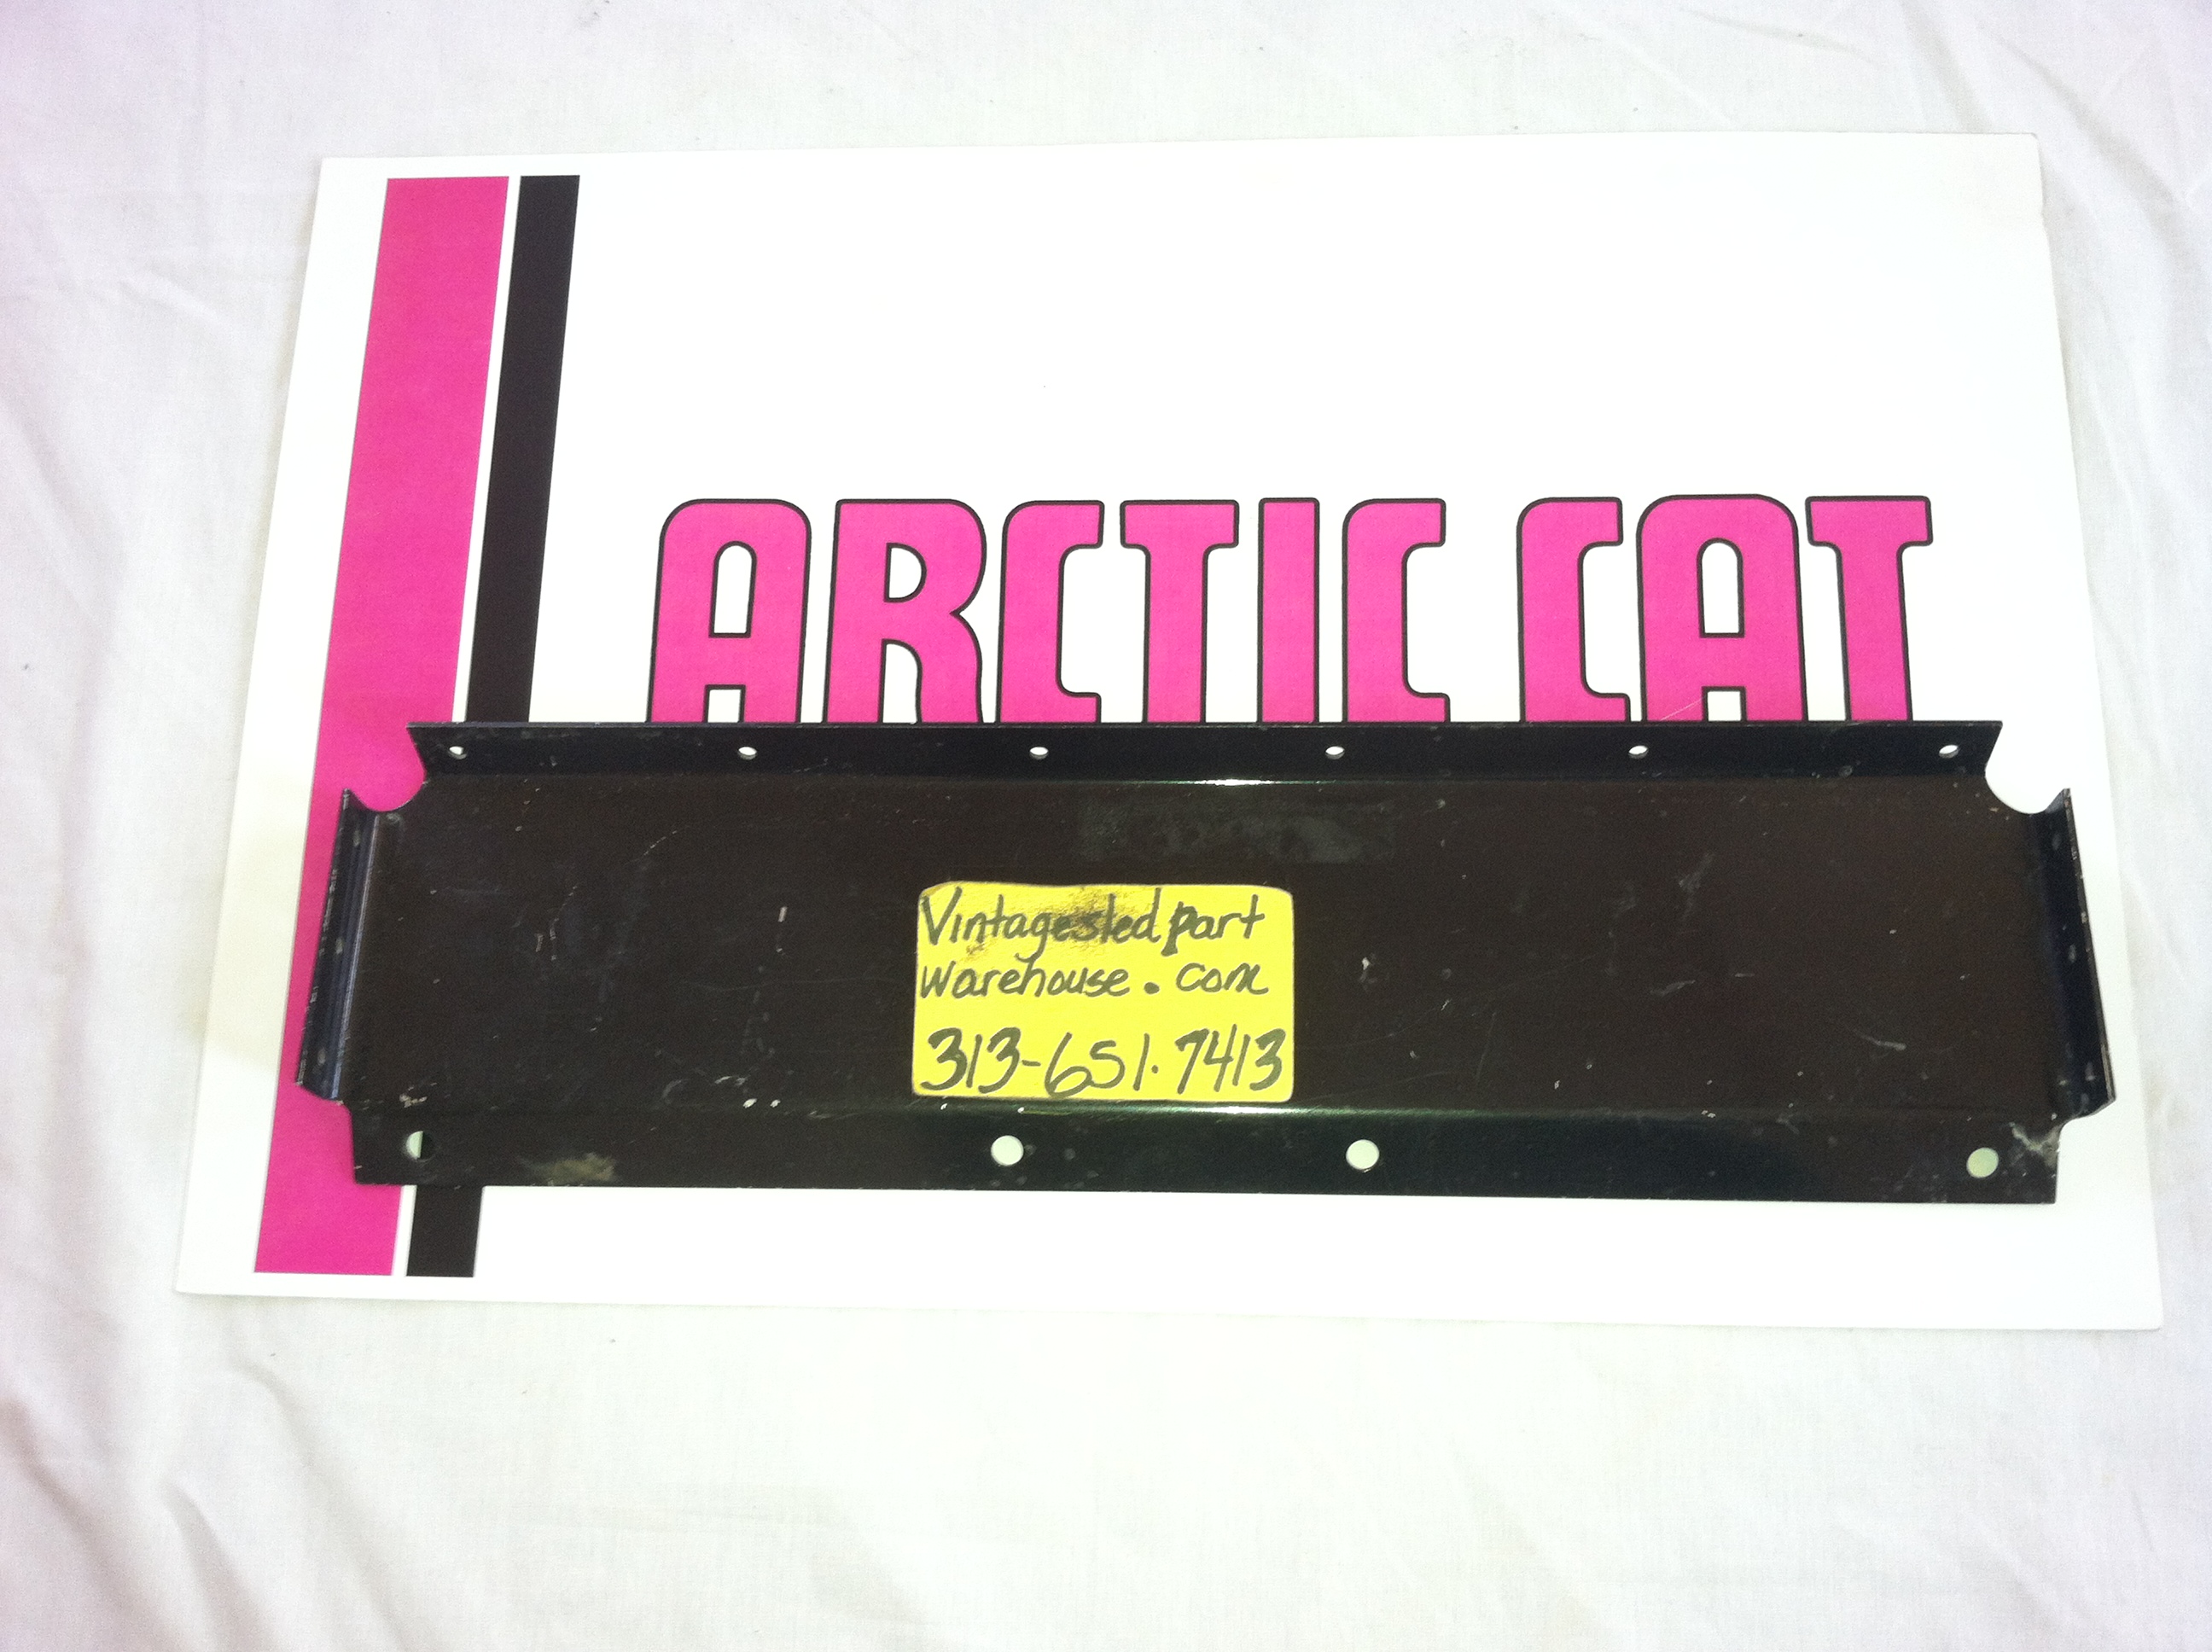 ARCTIC CAT
Vintagesledpart
warehouse.com
313-651.7413